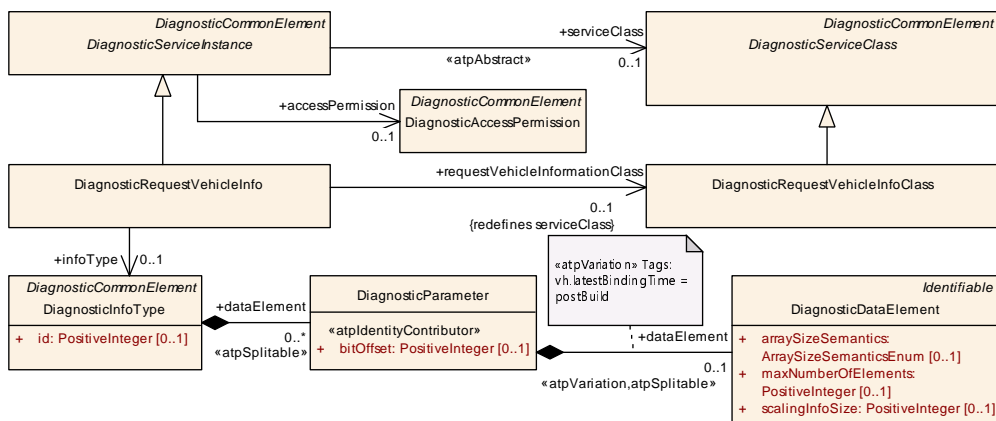 DiagnosticCommonElement
DiagnosticServiceInstance
+serviceClass
«atpAbstract»
0..1
DiagnosticCommonElement
DiagnosticServiceClass
+accessPermission
0..1
DiagnosticCommonElement
DiagnosticAccessPermission
DiagnosticRequestVehicleInfo
+requestVehicleInformationClass
0..1
{redefines serviceClass}
DiagnosticRequestVehicleInfoClass
+infoType
0..1
«atpVariation» Tags:
vh.latestBindingTime =
postBuild
DiagnosticCommonElement
DiagnosticInfoType
+ id: PositiveInteger [0..1]
+dataElement
0..*
«atpSplitable»
DiagnosticParameter
«atpIdentityContributor»
+ bitOffset: PositiveInteger [0..1]
+dataElement
0..1
«atpVariation,atpSplitable»
Identifiable
DiagnosticDataElement
+ arraySizeSemantics:
ArraySizeSemanticsEnum [0..1]
+ maxNumberOfElements:
PositiveInteger [0..1]
+ scalingInfoSize: PositiveInteger [0..1]